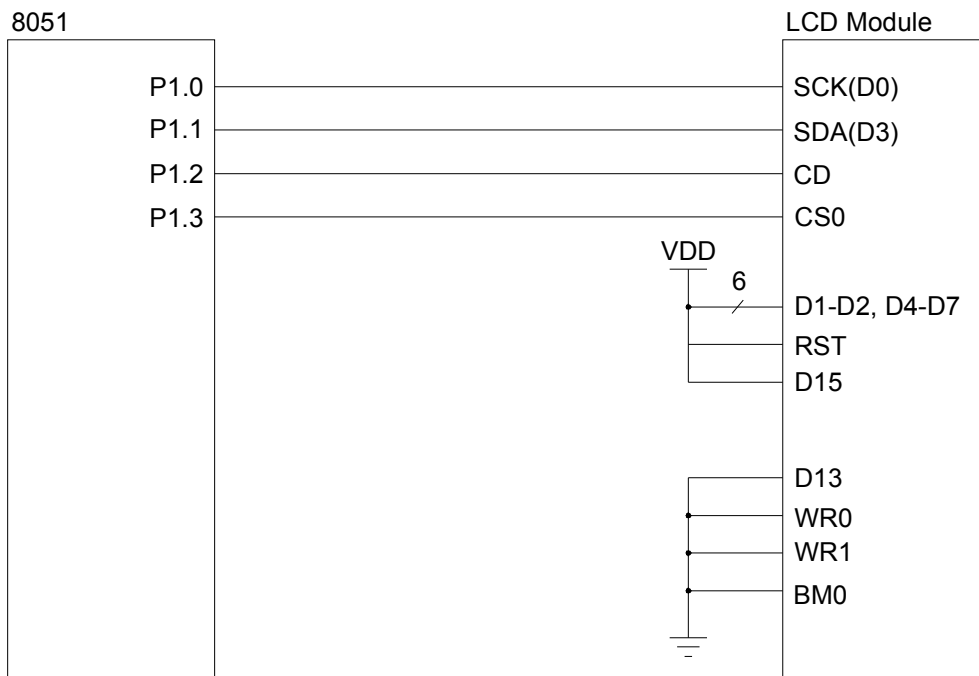 8051 LCD Module
P1.0 SCK(D0)
P1.1 SDA(D3)
P1.2 CD
P1.3 CS0
VDD
6
D1-D2, D4-D7
RST
D15
D13
WR0
WR1
BM0